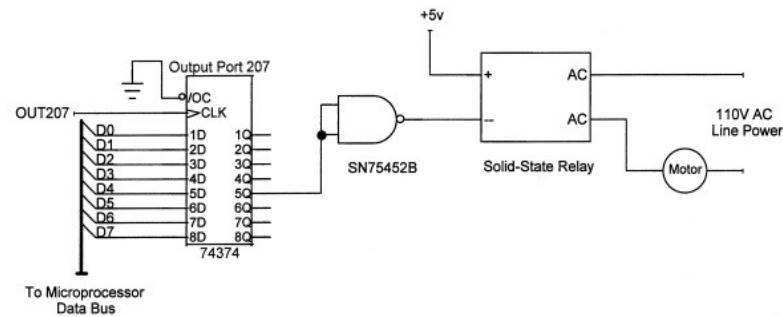 +5v
Output Port 207
/OC
OUT207
CLK
+
AC
--
AC
110V AC
Line Power
SN75452B
Solid-State Relay
Motor
D0 1D 1Q
D1 2D 2Q
D2 3D 3Q
D3 4D 4Q
D4 5D 5Q
D5 6D 6Q
D6 7D 7Q
D7 8D 8Q
74374
To Microprocessor
Data Bus